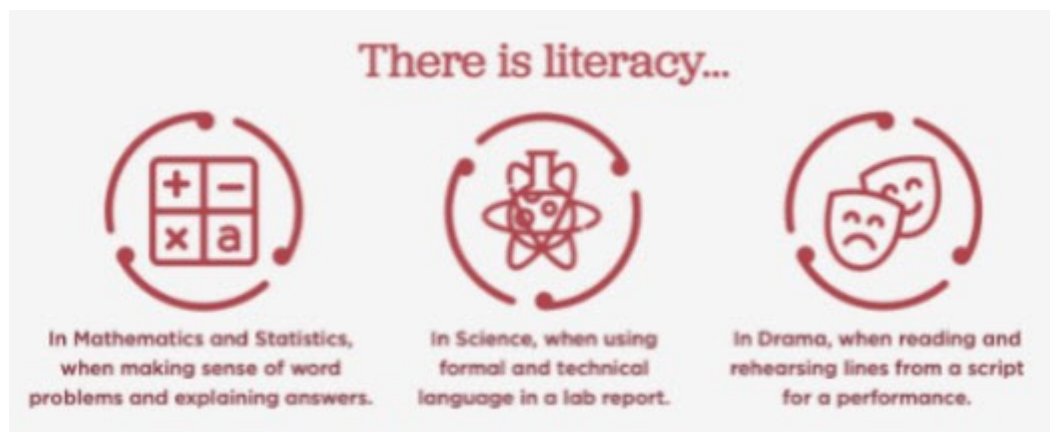 There is literacy...
+ −
x a
In Mathematics and Statistics,
when making sense of word
problems and explaining answers.
In Science, when using
formal and technical
language in a lab report.
In Drama, when reading and
rehearsing lines from a script
for a performance.